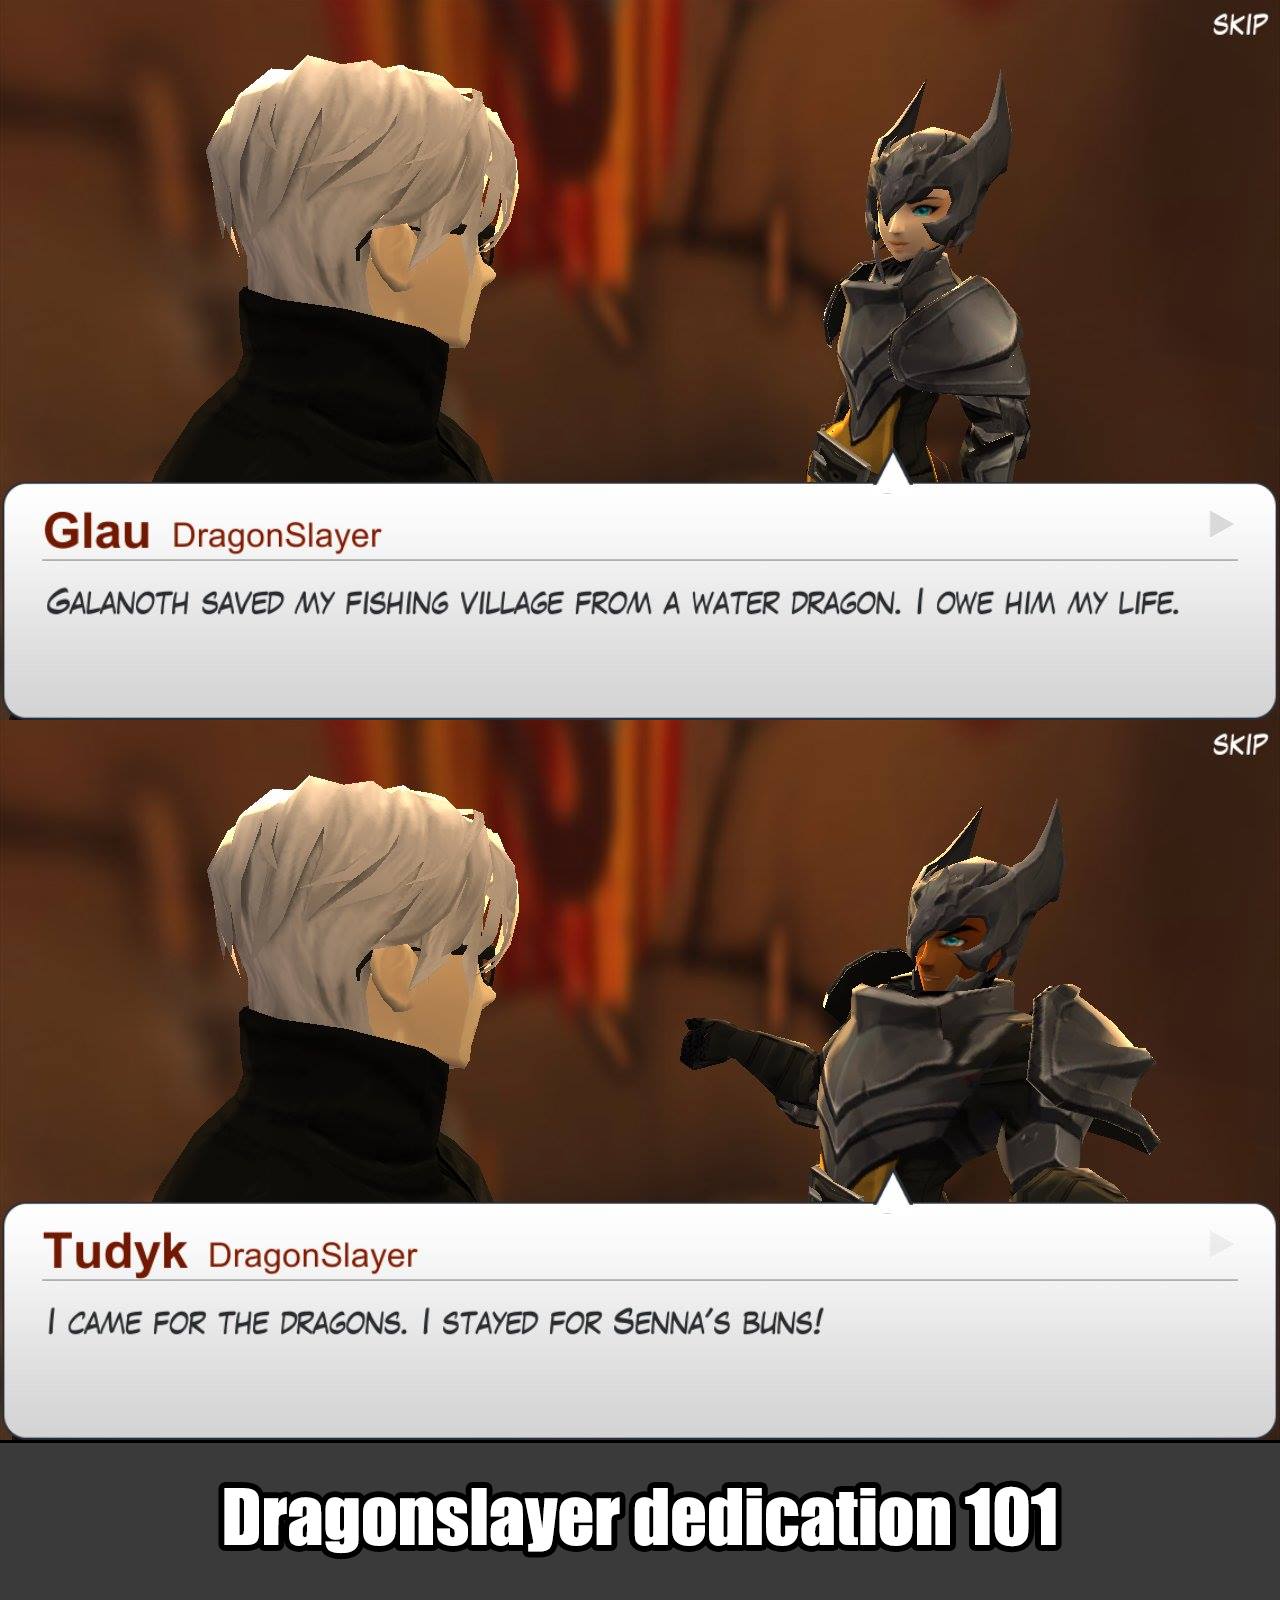 SKIP
Glau DragonSlayer
Galanoth saved my fishing village from a water dragon. I owe him my life.
SKIP
Tudyk DragonSlayer
I came for the dragons. I stayed for Senna's buns!
Dragonslayer dedication 101